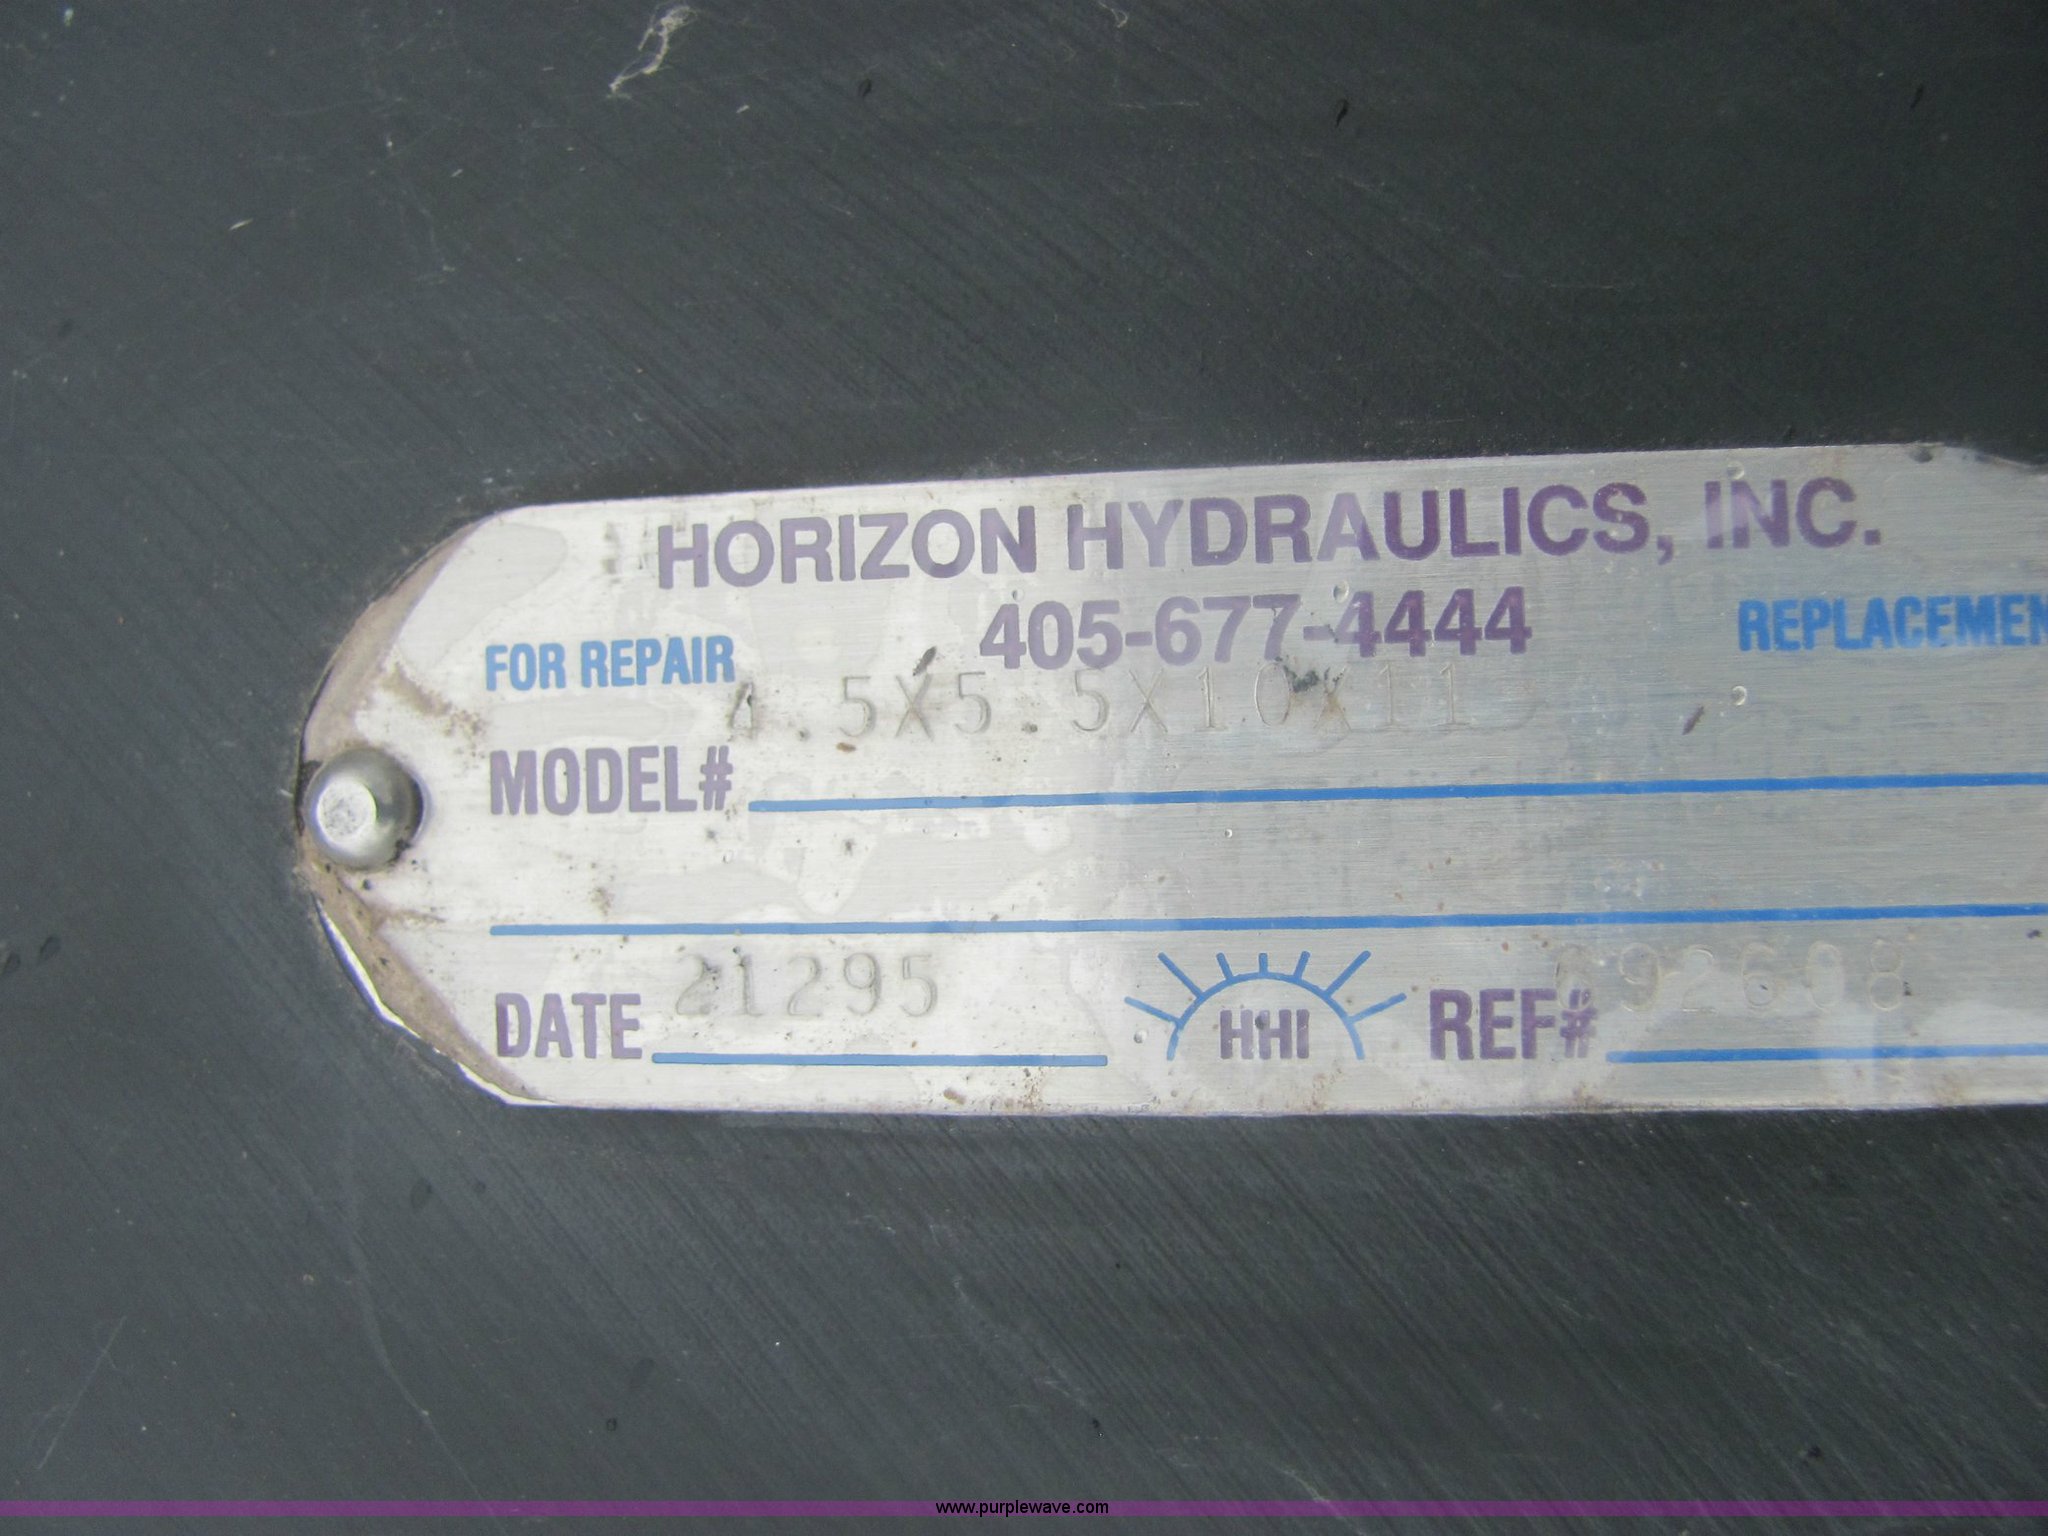 HORIZON HYDRAULICS, INC.
405-677-4444
FOR REPAIR REPLACEMEN
4.5X5.5X10X11
MODEL#
21295 692608
DATE HHI REF#
www.purplewave.com